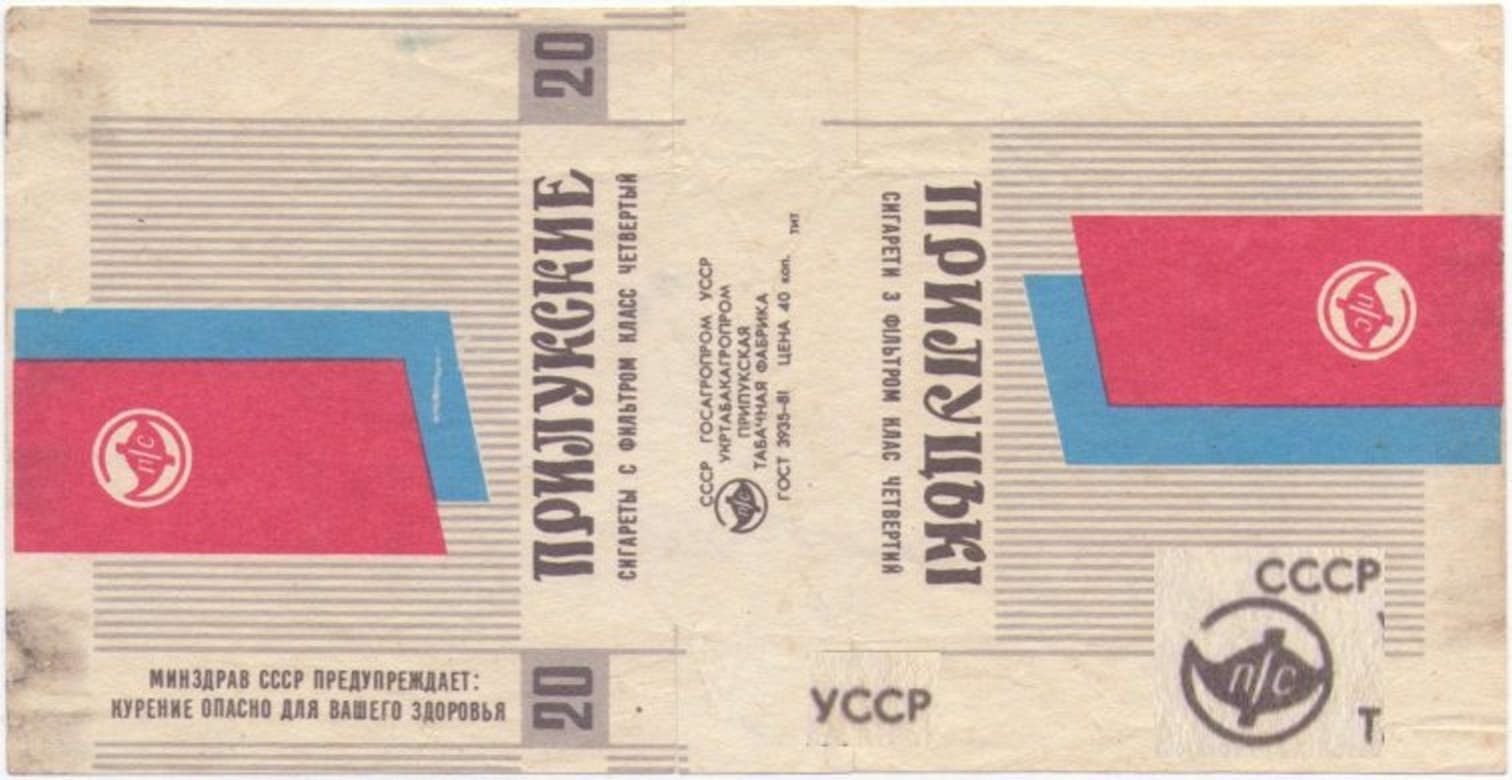 20
ПРИЛУКСКИЕ
СИГАРЕТЫ С ФИЛЬТРОМ КЛАСС ЧЕТВЕРТЫЙ
20
п/с
МИНЗДРАВ СССР ПРЕДУПРЕЖДАЕТ:
КУРЕНИЕ ОПАСНО ДЛЯ ВАШЕГО ЗДОРОВЬЯ
СССР ГОСАГРОПРОМ УССР
УКРТАБАКАГРОПРОМ
ПРИЛУКСКАЯ
ТАБАЧНАЯ ФАБРИКА
ГОСТ 3935-81 ЦЕНА 40 коп.
п/с
ТИТ
ПРИЛУЦЬКІ
СИГАРЕТИ З ФІЛЬТРОМ КЛАС ЧЕТВЕРТИЙ
п/с
УССР
СССР
п/с
Т